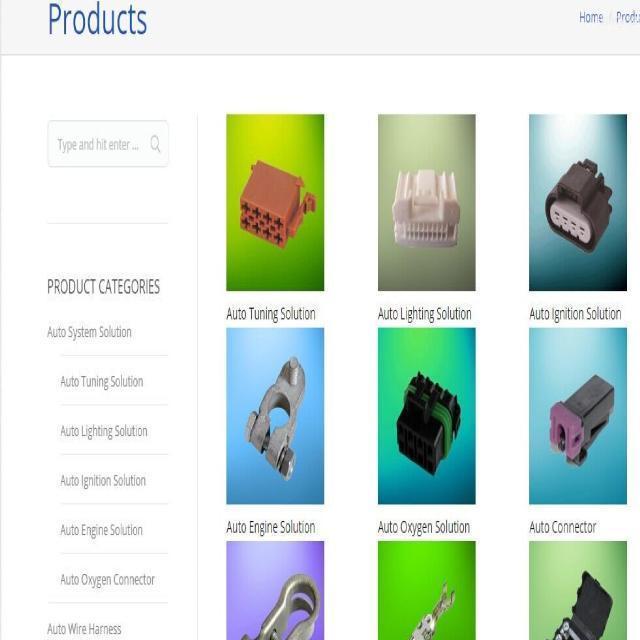 Products
Home / Produ
Type and hit enter ...
PRODUCT CATEGORIES
Auto System Solution
Auto Tuning Solution
Auto Lighting Solution
Auto Ignition Solution
Auto Engine Solution
Auto Oxygen Connector
Auto Wire Harness
Auto Tuning Solution
Auto Lighting Solution
Auto Ignition Solution
Auto Engine Solution
Auto Oxygen Solution
Auto Connector